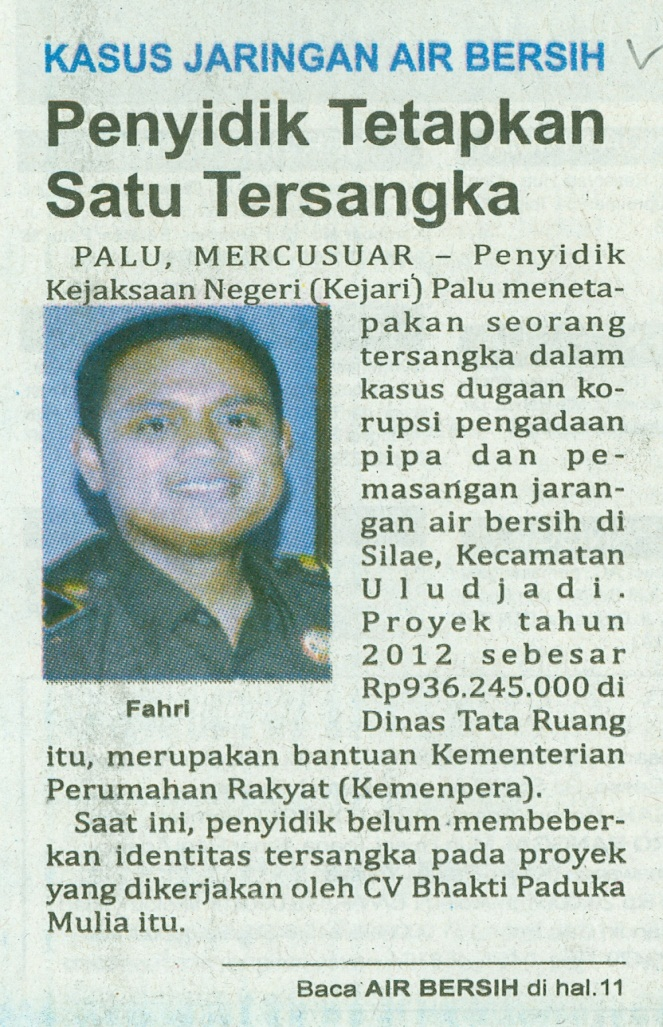 KASUS JARINGAN AIR BERSIH
Penyidik Tetapkan
Satu Tersangka
PALU, MERCUSUAR – Penyidik
Kejaksaan Negeri (Kejari) Palu meneta-
pakan seorang
tersangka dalam
kasus dugaan ko-
rupsi pengadaan
pipa dan pe-
masangan jaran-
gan air bersih di
Silae, Kecamatan
Uludjadi.
Proyek tahun
2012 sebesar
Rp936.245.000 di
Dinas Tata Ruang
Fahri
itu, merupakan bantuan Kementerian
Perumahan Rakyat (Kemenpera).
Saat ini, penyidik belum membeber-
kan identitas tersangka pada proyek
yang dikerjakan oleh CV Bhakti Paduka
Mulia itu.
Baca AIR BERSIH di hal.11